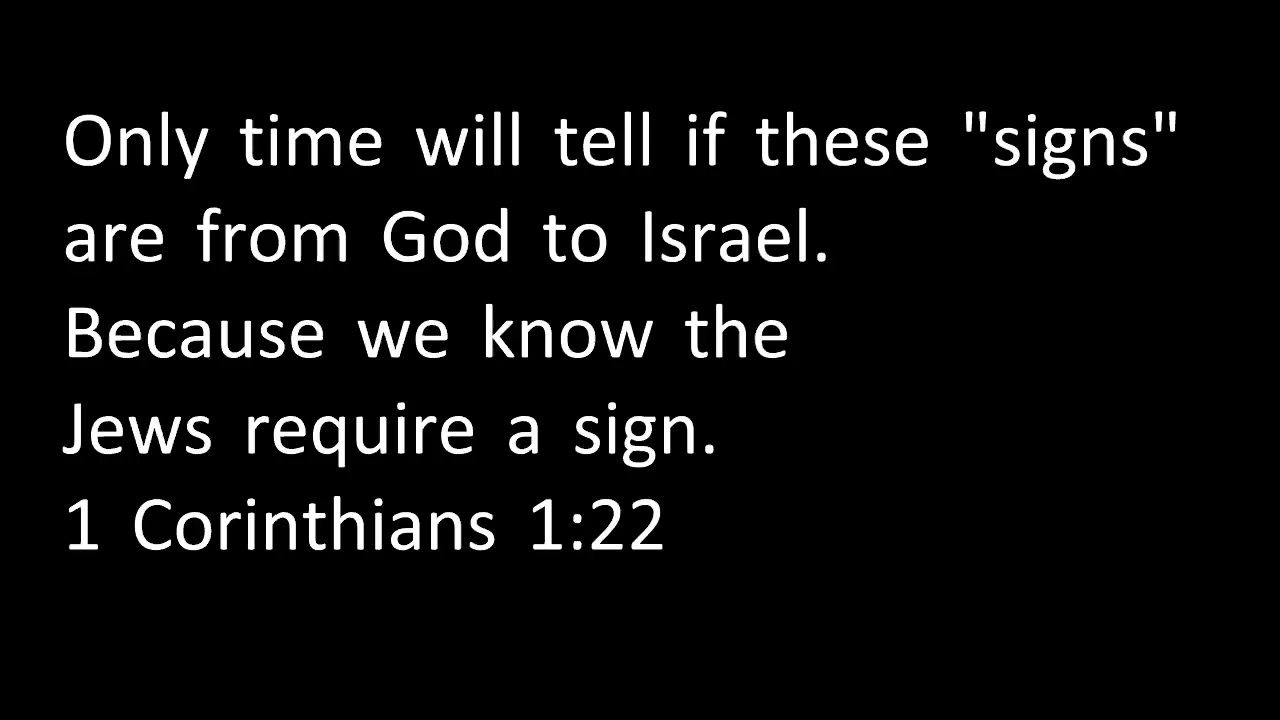 Only time will tell if these "signs"
are from God to Israel.
Because we know the
Jews require a sign.
1 Corinthians 1:22